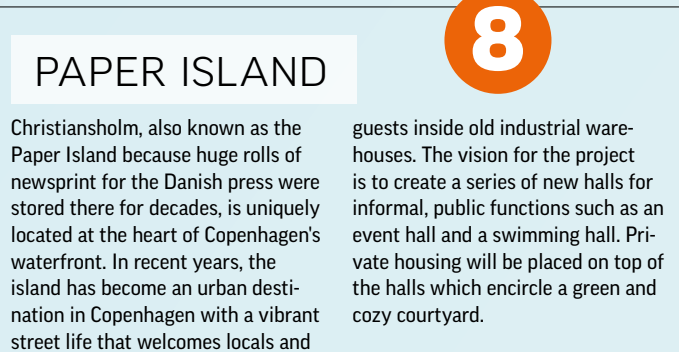 8
PAPER ISLAND
Christiansholm, also known as the
Paper Island because huge rolls of
newsprint for the Danish press were
stored there for decades, is uniquely
located at the heart of Copenhagen's
waterfront. In recent years, the
island has become an urban desti-
nation in Copenhagen with a vibrant
street life that welcomes locals and
guests inside old industrial ware-
houses. The vision for the project
is to create a series of new halls for
informal, public functions such as an
event hall and a swimming hall. Pri-
vate housing will be placed on top of
the halls which encircle a green and
cozy courtyard.